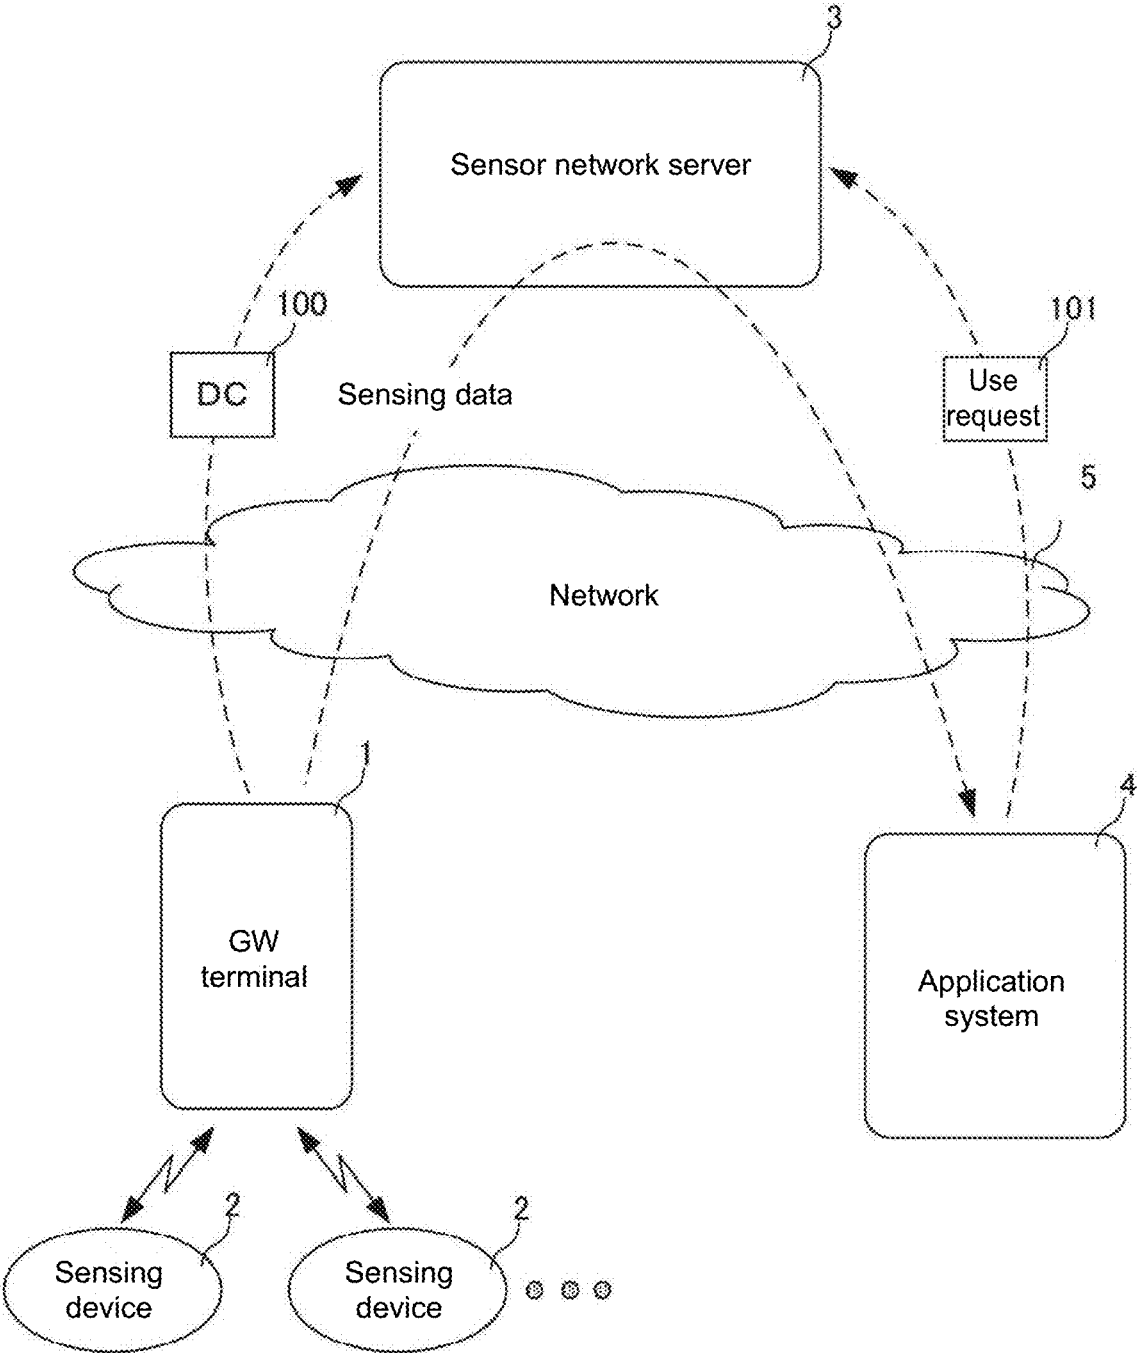 3
Sensor network server
100
101
DC
Sensing data
Use
request
5
Network
1
4
GW
terminal
Application
system
2
2
Sensing
device
Sensing
device